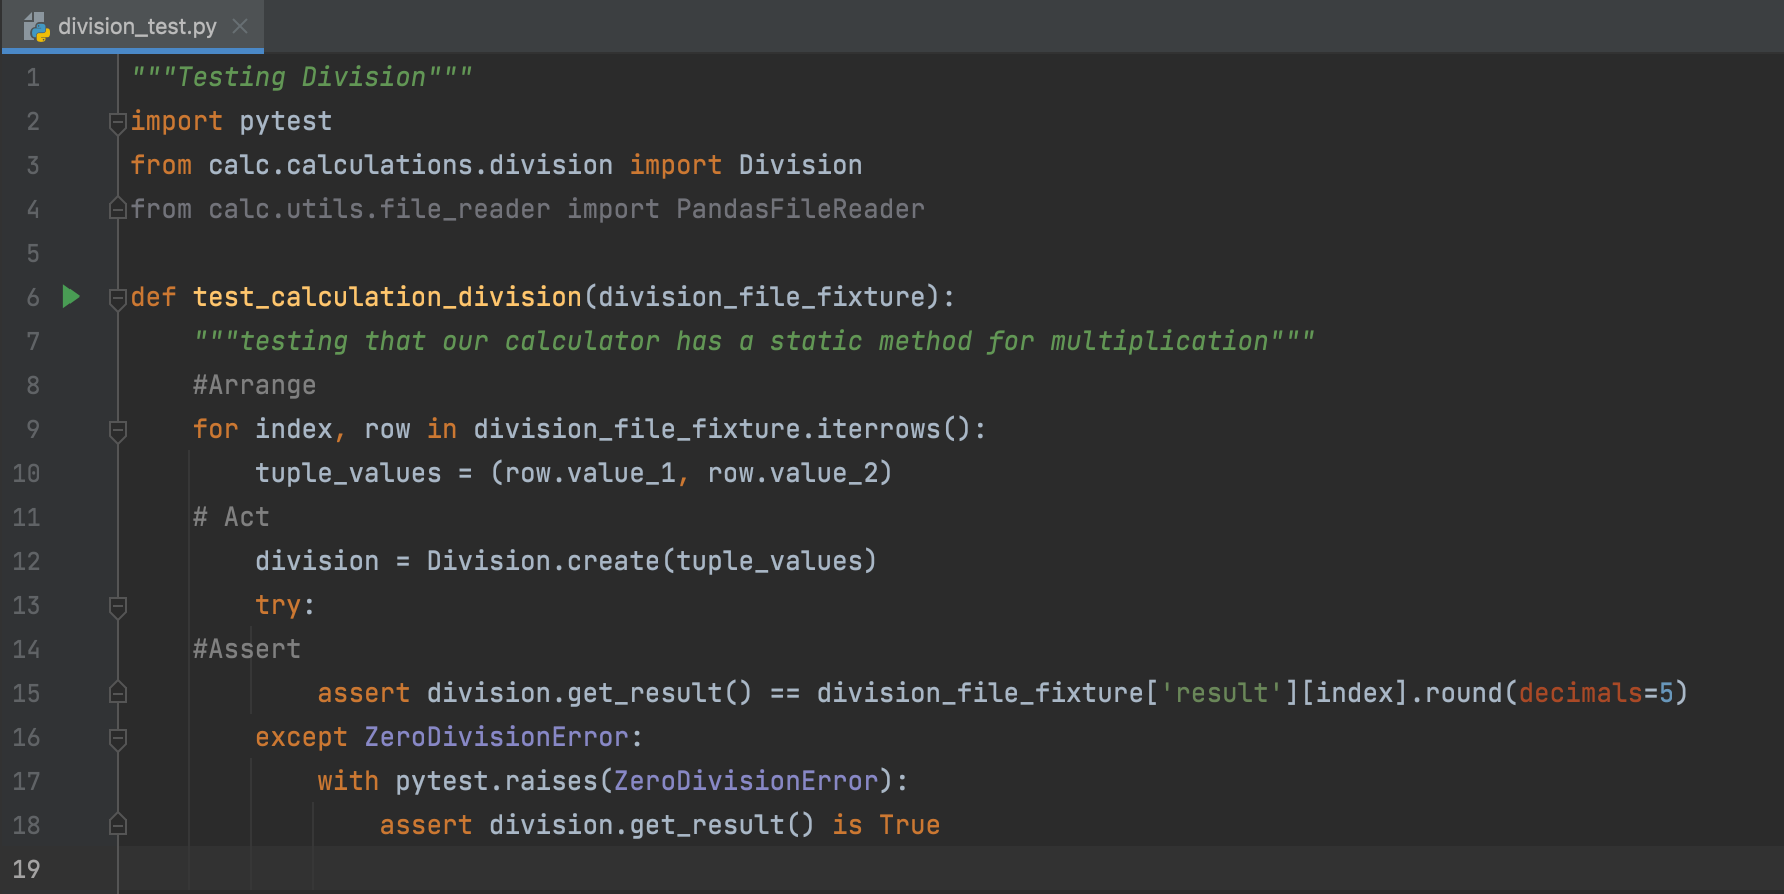 division_test.py
1 """Testing Division"""
2 import pytest
3 from calc.calculations.division import Division
4 from calc.utils.file_reader import PandasFileReader
5
6 def test_calculation_division(division_file_fixture):
7     """testing that our calculator has a static method for multiplication"""
8     #Arrange
9     for index, row in division_file_fixture.iterrows():
10         tuple_values = (row.value_1, row.value_2)
11     # Act
12         division = Division.create(tuple_values)
13         try:
14     #Assert
15             assert division.get_result() == division_file_fixture['result'][index].round(decimals=5)
16         except ZeroDivisionError:
17             with pytest.raises(ZeroDivisionError):
18                 assert division.get_result() is True
19